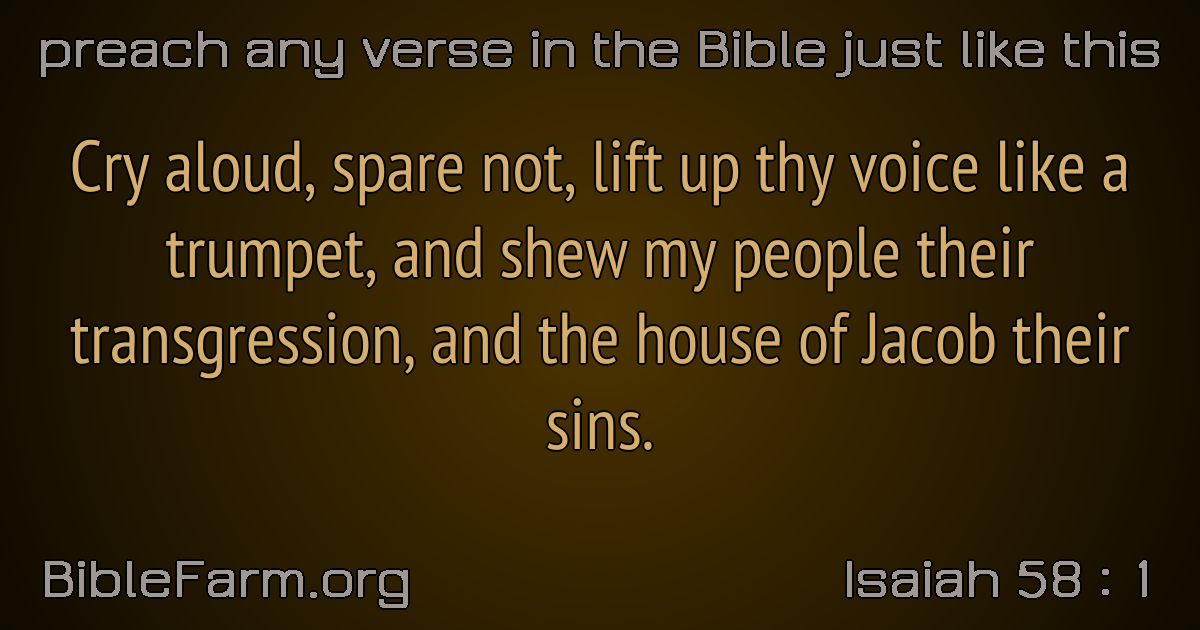 preach any verse in the Bible just like this
Cry aloud, spare not, lift up thy voice like a
trumpet, and shew my people their
transgression, and the house of Jacob their
sins.
BibleFarm.org
Isaiah 58 : 1